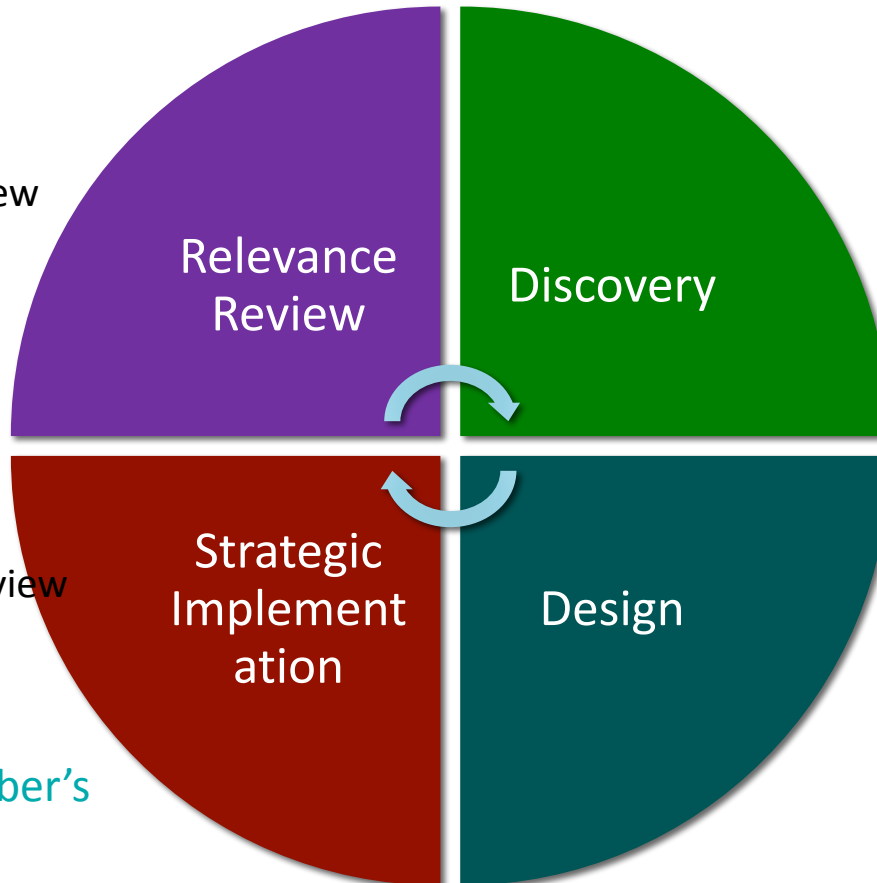 ew
Relevance
Review
Discovery
Strategic
Implement
ation
view
Design
ber’s